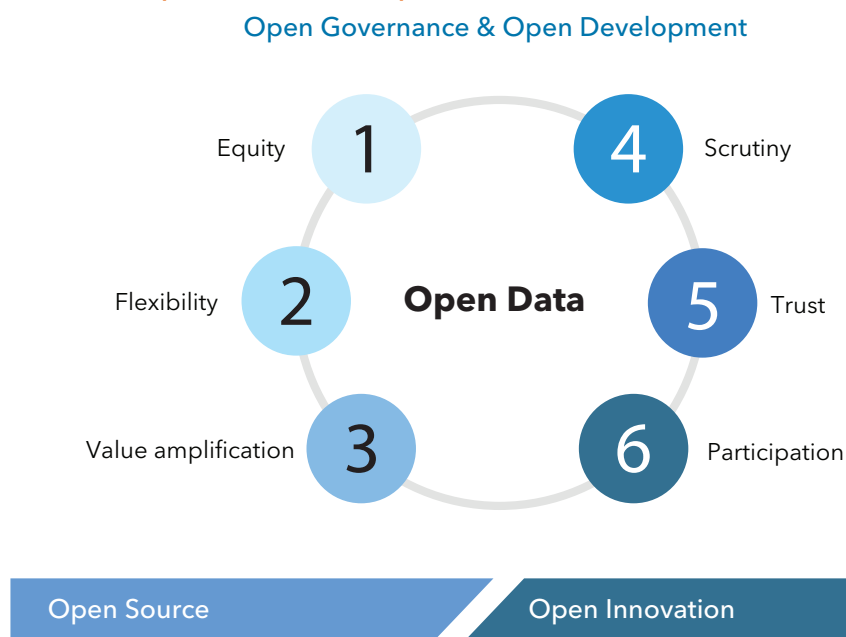 Open Governance & Open Development
Equity
1
4
Scrutiny
Flexibility
2
Open Data
5
Trust
Value amplification
3
6
Participation
Open Source
Open Innovation